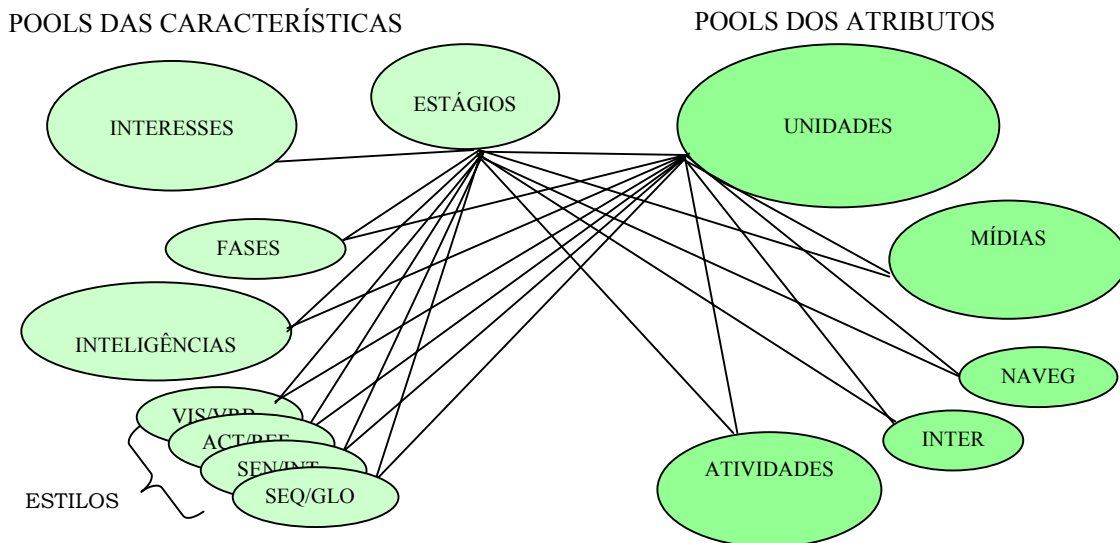 POOLS DAS CARACTERÍSTICAS
POOLS DOS ATRIBUTOS
ESTÁGIOS
INTERESSES
UNIDADES
FASES
MÍDIAS
INTELIGÊNCIAS
NAVEG
VIS/VRB
ACT/REF
INTER
SEN/INT
ATIVIDADES
SEQ/GLO
ESTILOS